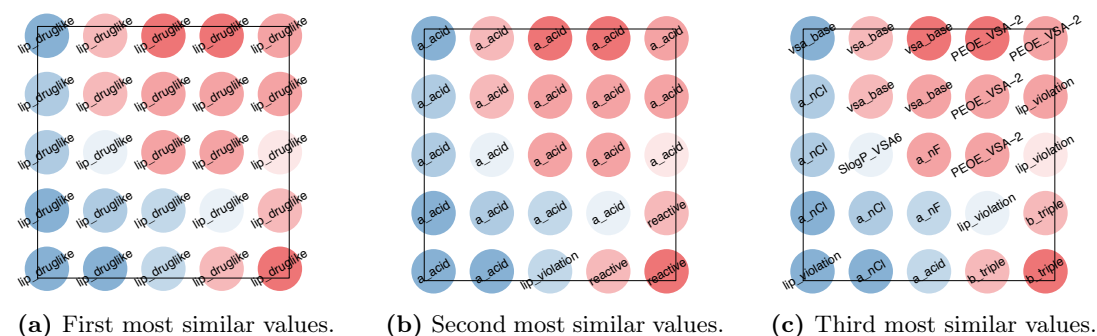 lip_druglike lip_druglike lip_druglike lip_druglike lip_druglike
lip_druglike lip_druglike lip_druglike lip_druglike lip_druglike
lip_druglike lip_druglike lip_druglike lip_druglike lip_druglike
lip_druglike lip_druglike lip_druglike lip_druglike lip_druglike
lip_druglike lip_druglike lip_druglike lip_druglike lip_druglike
(a) First most similar values.
a_acid a_acid a_acid a_acid a_acid
a_acid a_acid a_acid a_acid a_acid
a_acid a_acid a_acid a_acid a_acid
a_acid a_acid a_acid a_acid reactive
a_acid a_acid lip_violation reactive reactive
(b) Second most similar values.
vsa_base vsa_base vsa_base PEOE_VSA-2 PEOE_VSA-2
a_nCl vsa_base vsa_base PEOE_VSA-2 lip_violation
a_nCl SlogP_VSA6 a_nF PEOE_VSA-2 lip_violation
a_nCl a_nCl a_nF lip_violation b_triple
lip_violation a_nCl a_acid b_triple b_triple
(c) Third most similar values.